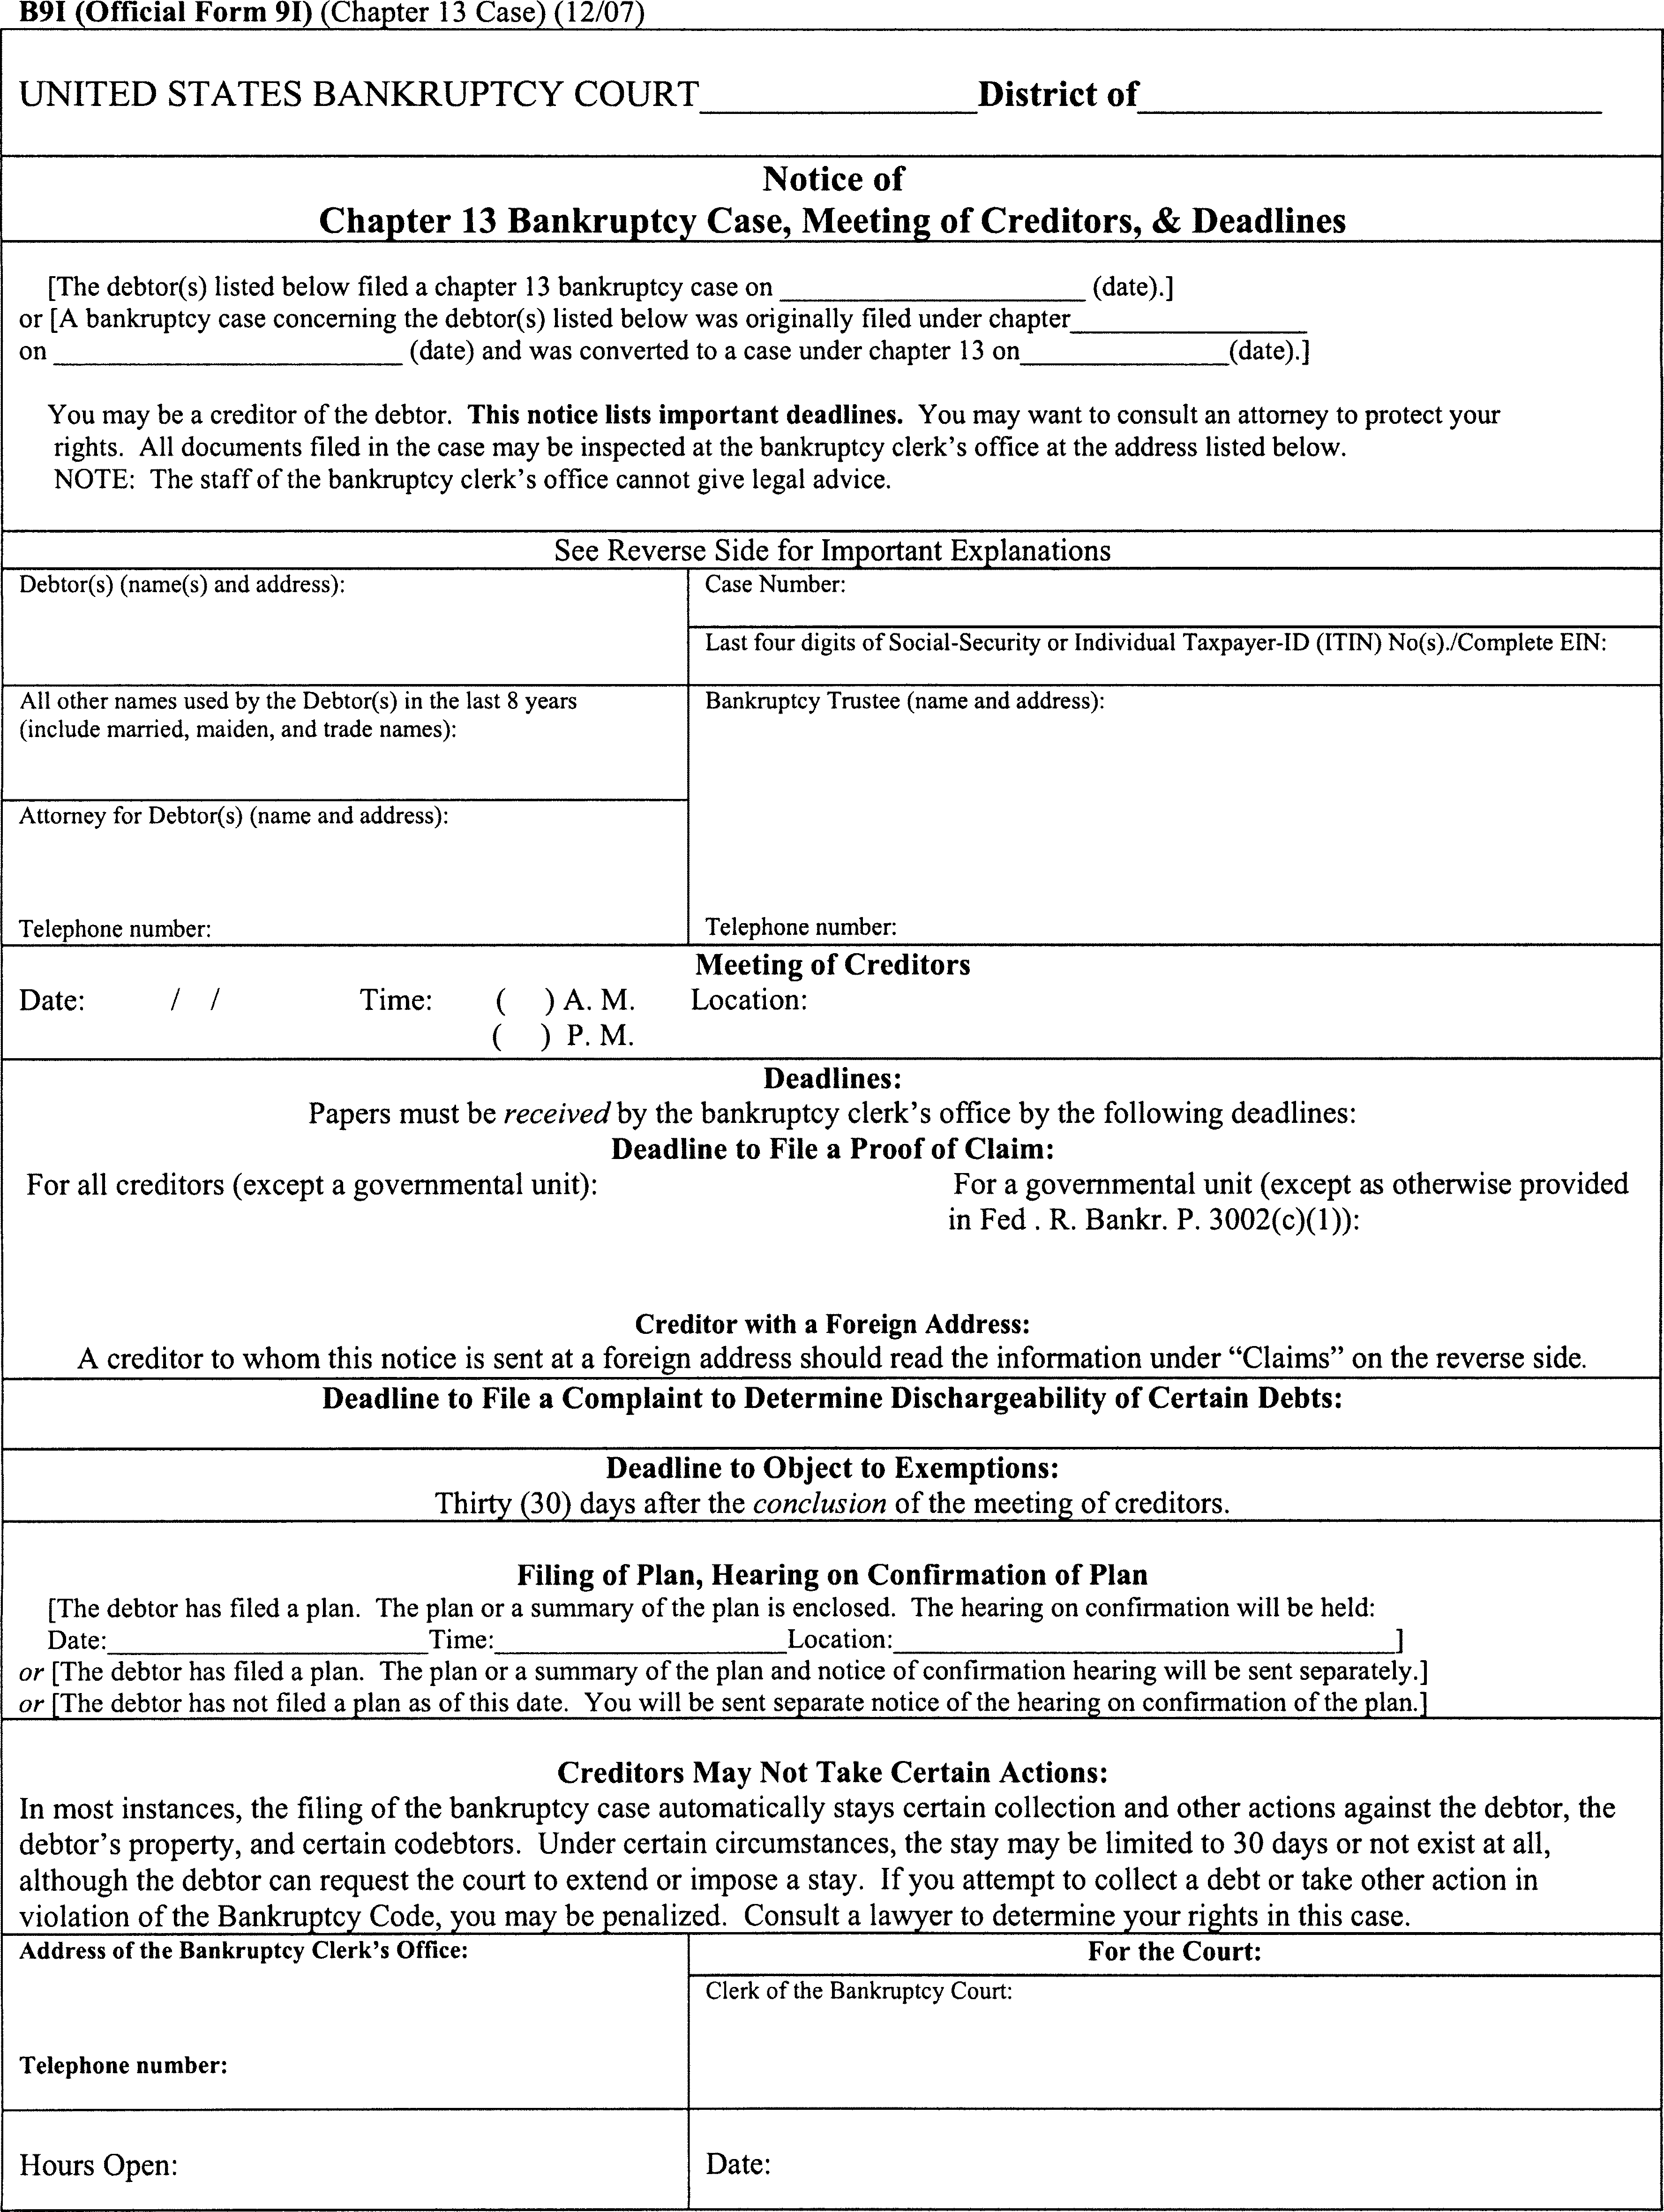 B9I (Official Form 9I) (Chapter 13 Case) (12/07)
UNITED STATES BANKRUPTCY COURT____________District of____________________
Notice of
Chapter 13 Bankruptcy Case, Meeting of Creditors, & Deadlines
[The debtor(s) listed below filed a chapter 13 bankruptcy case on ____________________ (date).]
or [A bankruptcy case concerning the debtor(s) listed below was originally filed under chapter________________
on ______________________ (date) and was converted to a case under chapter 13 on______________(date).]
You may be a creditor of the debtor. This notice lists important deadlines. You may want to consult an attorney to protect your
rights. All documents filed in the case may be inspected at the bankruptcy clerk's office at the address listed below.
NOTE: The staff of the bankruptcy clerk's office cannot give legal advice.
See Reverse Side for Important Explanations
Debtor(s) (name(s) and address):
Case Number:
Last four digits of Social-Security or Individual Taxpayer-ID (ITIN) No(s)./Complete EIN:
All other names used by the Debtor(s) in the last 8 years
(include married, maiden, and trade names):
Bankruptcy Trustee (name and address):
Attorney for Debtor(s) (name and address):
Telephone number:
Telephone number:
Meeting of Creditors
Date: / / Time: ( ) A. M. Location:
( ) P. M.
Deadlines:
Papers must be received by the bankruptcy clerk's office by the following deadlines:
Deadline to File a Proof of Claim:
For all creditors (except a governmental unit): For a governmental unit (except as otherwise provided
in Fed . R. Bankr. P. 3002(c)(1)):
Creditor with a Foreign Address:
A creditor to whom this notice is sent at a foreign address should read the information under “Claims” on the reverse side.
Deadline to File a Complaint to Determine Dischargeability of Certain Debts:
Deadline to Object to Exemptions:
Thirty (30) days after the conclusion of the meeting of creditors.
Filing of Plan, Hearing on Confirmation of Plan
[The debtor has filed a plan. The plan or a summary of the plan is enclosed. The hearing on confirmation will be held:
Date:______________________Time:____________________Location:__________________________________]
or [The debtor has filed a plan. The plan or a summary of the plan and notice of confirmation hearing will be sent separately.]
or [The debtor has not filed a plan as of this date. You will be sent separate notice of the hearing on confirmation of the plan.]
Creditors May Not Take Certain Actions:
In most instances, the filing of the bankruptcy case automatically stays certain collection and other actions against the debtor, the
debtor's property, and certain codebtors. Under certain circumstances, the stay may be limited to 30 days or not exist at all,
although the debtor can request the court to extend or impose a stay. If you attempt to collect a debt or take other action in
violation of the Bankruptcy Code, you may be penalized. Consult a lawyer to determine your rights in this case.
Address of the Bankruptcy Clerk's Office:
For the Court:
Clerk of the Bankruptcy Court:
Telephone number:
Hours Open:
Date: